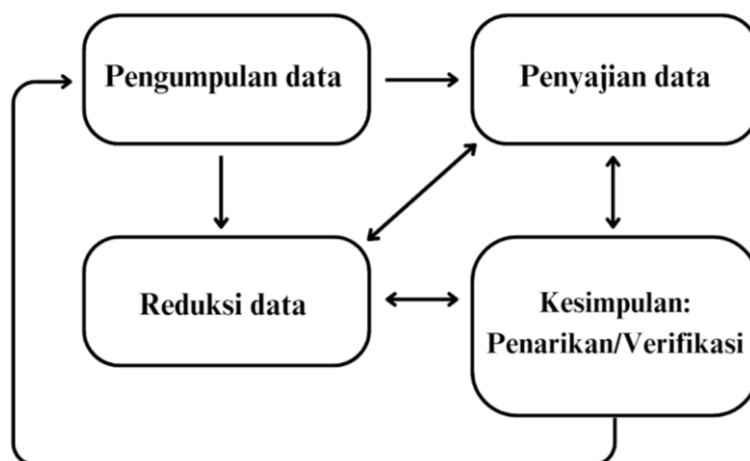 Pengumpulan data
Penyajian data
Reduksi data
Kesimpulan:
Penarikan/Verifikasi